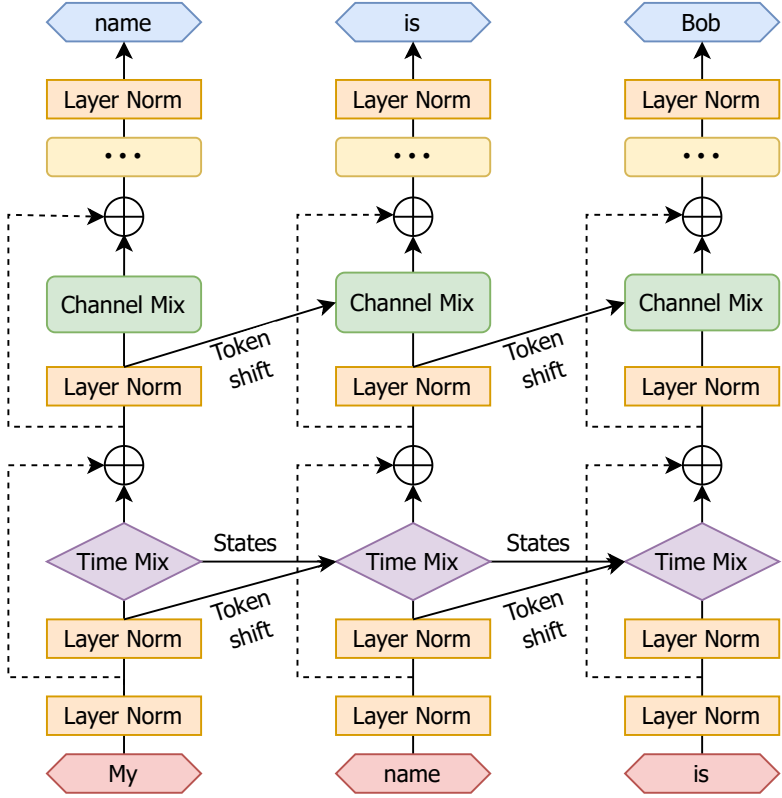 name
is
Bob
Layer Norm
Layer Norm
Layer Norm
...
...
...
Channel Mix
Channel Mix
Channel Mix
Token
shift
Token
shift
Layer Norm
Layer Norm
Layer Norm
States
States
Time Mix
Time Mix
Time Mix
Token
shift
Token
shift
Layer Norm
Layer Norm
Layer Norm
Layer Norm
Layer Norm
Layer Norm
My
name
is